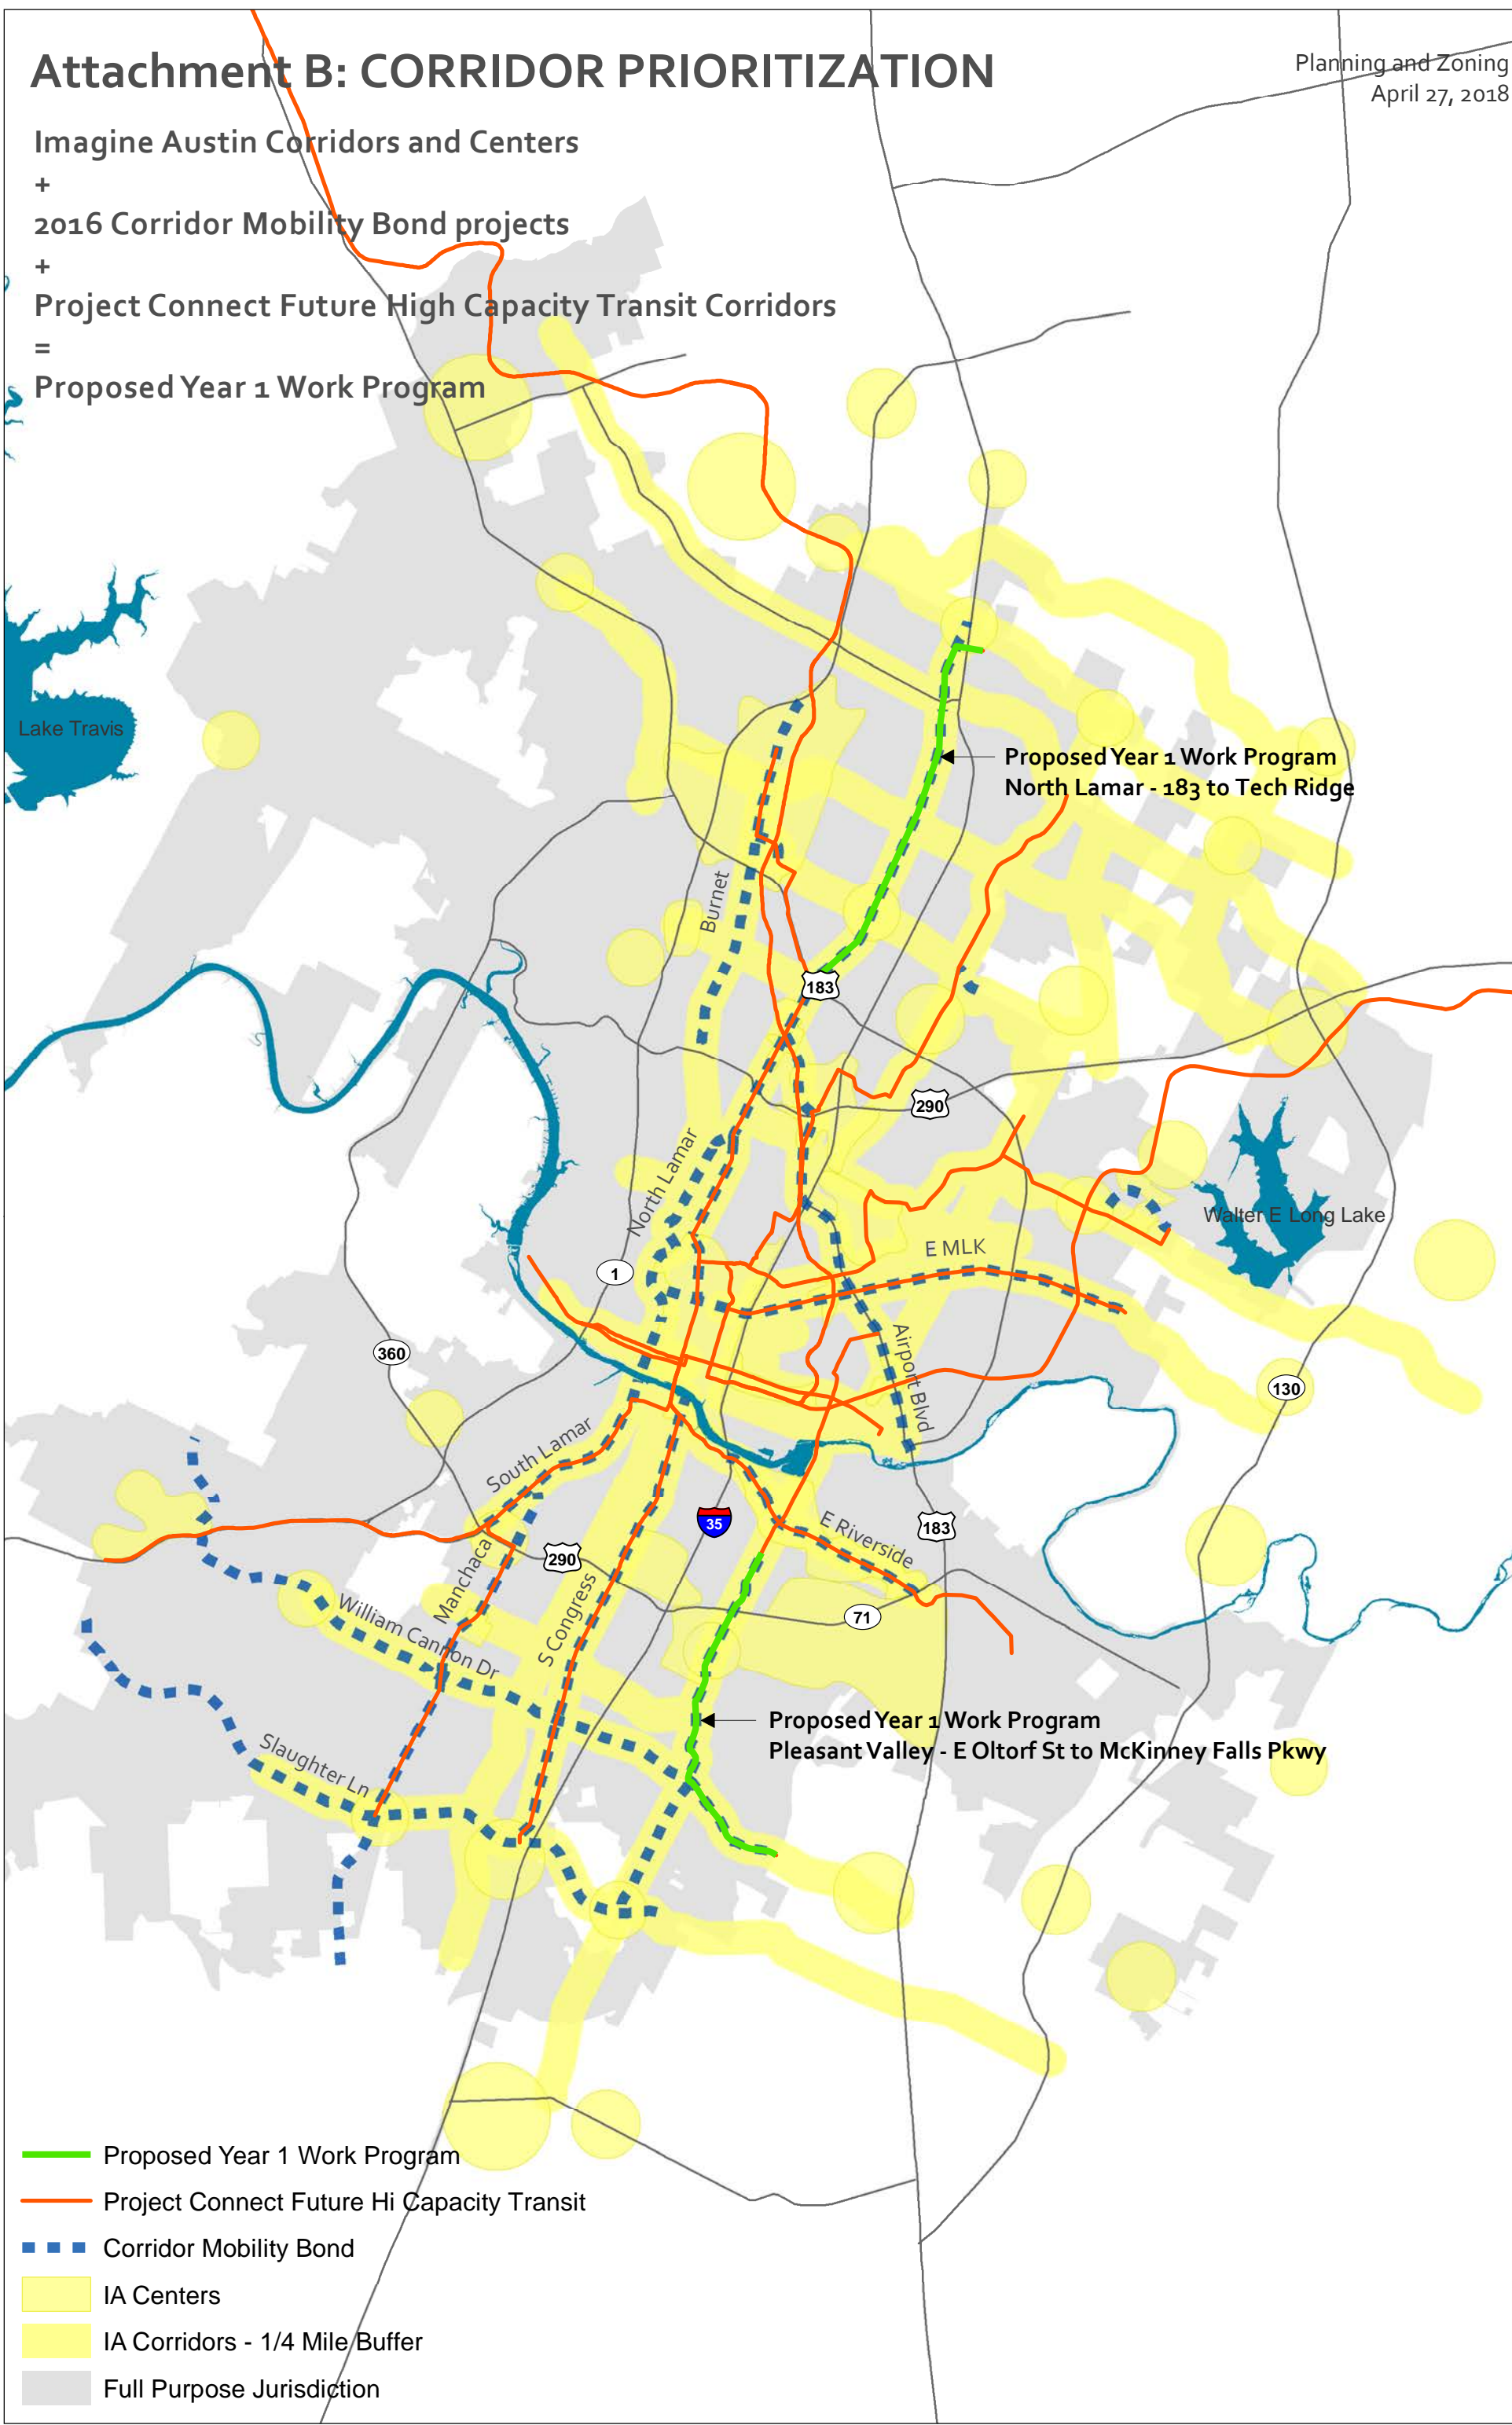 Attachment B: CORRIDOR PRIORITIZATION
Planning and Zoning
April 27, 2018
Imagine Austin Corridors and Centers
+
2016 Corridor Mobility Bond projects
+
Project Connect Future High Capacity Transit Corridors
=
Proposed Year 1 Work Program
Lake Travis
Proposed Year 1 Work Program
North Lamar - 183 to Tech Ridge
Burnet
183
290
North Lamar
Walter E Long Lake
E MLK
1
360
Airport Blvd
130
South Lamar
35
E Riverside
183
290
Manchaca
S Congress
71
William Cannon Dr
Proposed Year 1 Work Program
Pleasant Valley - E Oltorf St to McKinney Falls Pkwy
Slaughter Ln
Proposed Year 1 Work Program
Project Connect Future Hi Capacity Transit
Corridor Mobility Bond
IA Centers
IA Corridors - 1/4 Mile Buffer
Full Purpose Jurisdiction